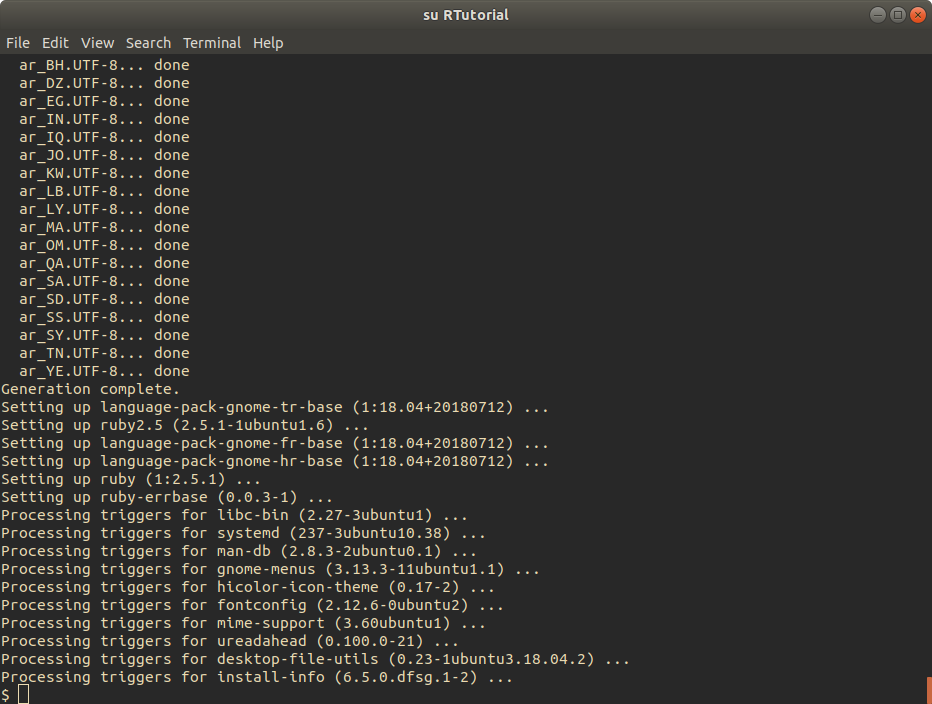 su RTutorial
File Edit View Search Terminal Help
ar_BH.UTF-8... done
ar_DZ.UTF-8... done
ar_EG.UTF-8... done
ar_IN.UTF-8... done
ar_IQ.UTF-8... done
ar_JO.UTF-8... done
ar_KW.UTF-8... done
ar_LB.UTF-8... done
ar_LY.UTF-8... done
ar_MA.UTF-8... done
ar_OM.UTF-8... done
ar_QA.UTF-8... done
ar_SA.UTF-8... done
ar_SD.UTF-8... done
ar_SS.UTF-8... done
ar_SY.UTF-8... done
ar_TN.UTF-8... done
ar_YE.UTF-8... done
Generation complete.
Setting up language-pack-gnome-tr-base (1:18.04+20180712) ...
Setting up ruby2.5 (2.5.1-1ubuntu1.6) ...
Setting up language-pack-gnome-fr-base (1:18.04+20180712) ...
Setting up language-pack-gnome-hr-base (1:18.04+20180712) ...
Setting up ruby (1:2.5.1) ...
Setting up ruby-errbase (0.0.3-1) ...
Processing triggers for libc-bin (2.27-3ubuntu1) ...
Processing triggers for systemd (237-3ubuntu10.38) ...
Processing triggers for man-db (2.8.3-2ubuntu0.1) ...
Processing triggers for gnome-menus (3.13.3-11ubuntu1.1) ...
Processing triggers for hicolor-icon-theme (0.17-2) ...
Processing triggers for fontconfig (2.12.6-0ubuntu2) ...
Processing triggers for mime-support (3.60ubuntu1) ...
Processing triggers for ureadahead (0.100.0-21) ...
Processing triggers for desktop-file-utils (0.23-1ubuntu3.18.04.2) ...
Processing triggers for install-info (6.5.0.dfsg.1-2) ...
$